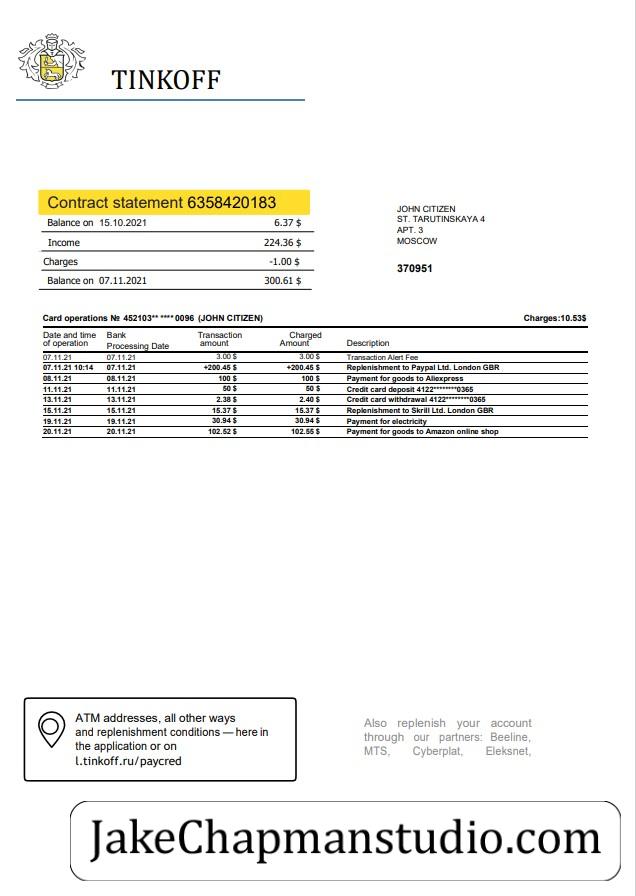 TINKOFF
Contract statement 6358420183
Balance on 15.10.2021 6.37 $
Income 224.36 $
Charges -1.00 $
Balance on 07.11.2021 300.61 $
JOHN CITIZEN
ST. TARUTINSKAYA 4
APT. 3
MOSCOW
370951
Card operations № 452103** **** 0096 (JOHN CITIZEN) Charges:10.53$
Date and time of operation Bank Processing Date Transaction amount Charged Amount Description
07.11.21 07.11.21 3.00 $ 3.00 $ Transaction Alert Fee
07.11.21 10:14 07.11.21 +200.45 $ +200.45 $ Replenishment to Paypal Ltd. London GBR
08.11.21 08.11.21 100 $ 100 $ Payment for goods to Aliexpress
11.11.21 11.11.21 50 $ 50 $ Credit card deposit 4122********0365
13.11.21 13.11.21 2.38 $ 2.40 $ Credit card withdrawal 4122********0365
15.11.21 15.11.21 15.37 $ 15.37 $ Replenishment to Skrill Ltd. London GBR
19.11.21 19.11.21 30.94 $ 30.94 $ Payment for electricity
20.11.21 20.11.21 102.52 $ 102.55 $ Payment for goods to Amazon online shop
ATM addresses, all other ways
and replenishment conditions — here in
the application or on
l.tinkoff.ru/paycred
Also replenish your account
through our partners: Beeline,
MTS, Cyberplat, Eleksnet,
JakeChapmanstudio.com